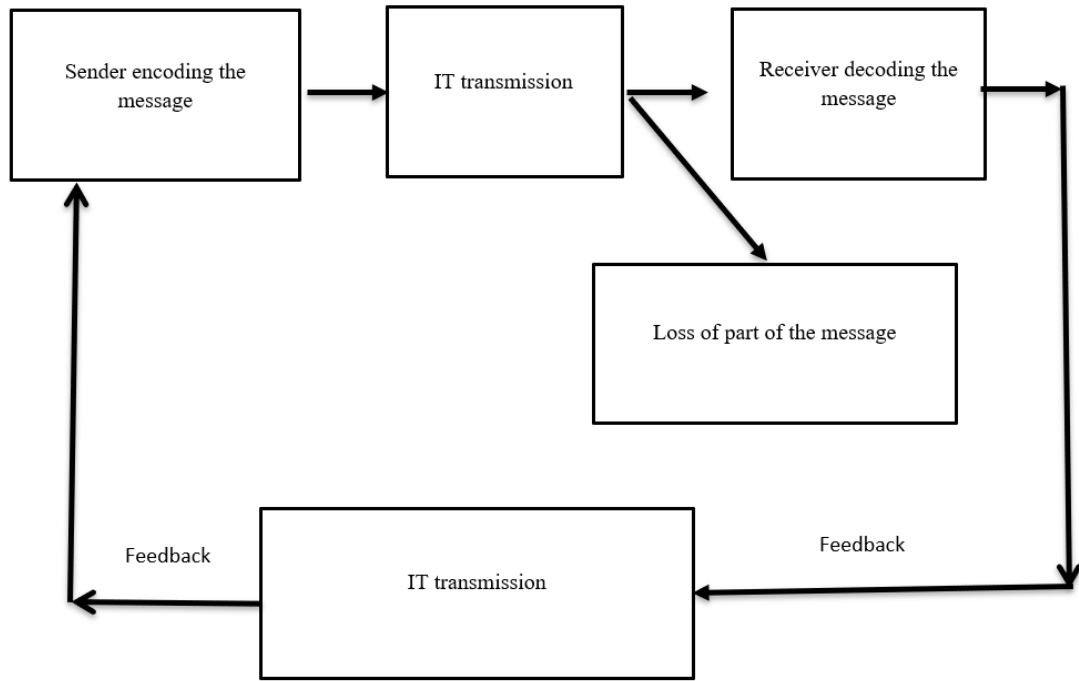 Sender encoding the
message
IT transmission
Receiver decoding the
message
Loss of part of the message
Feedback
IT transmission
Feedback